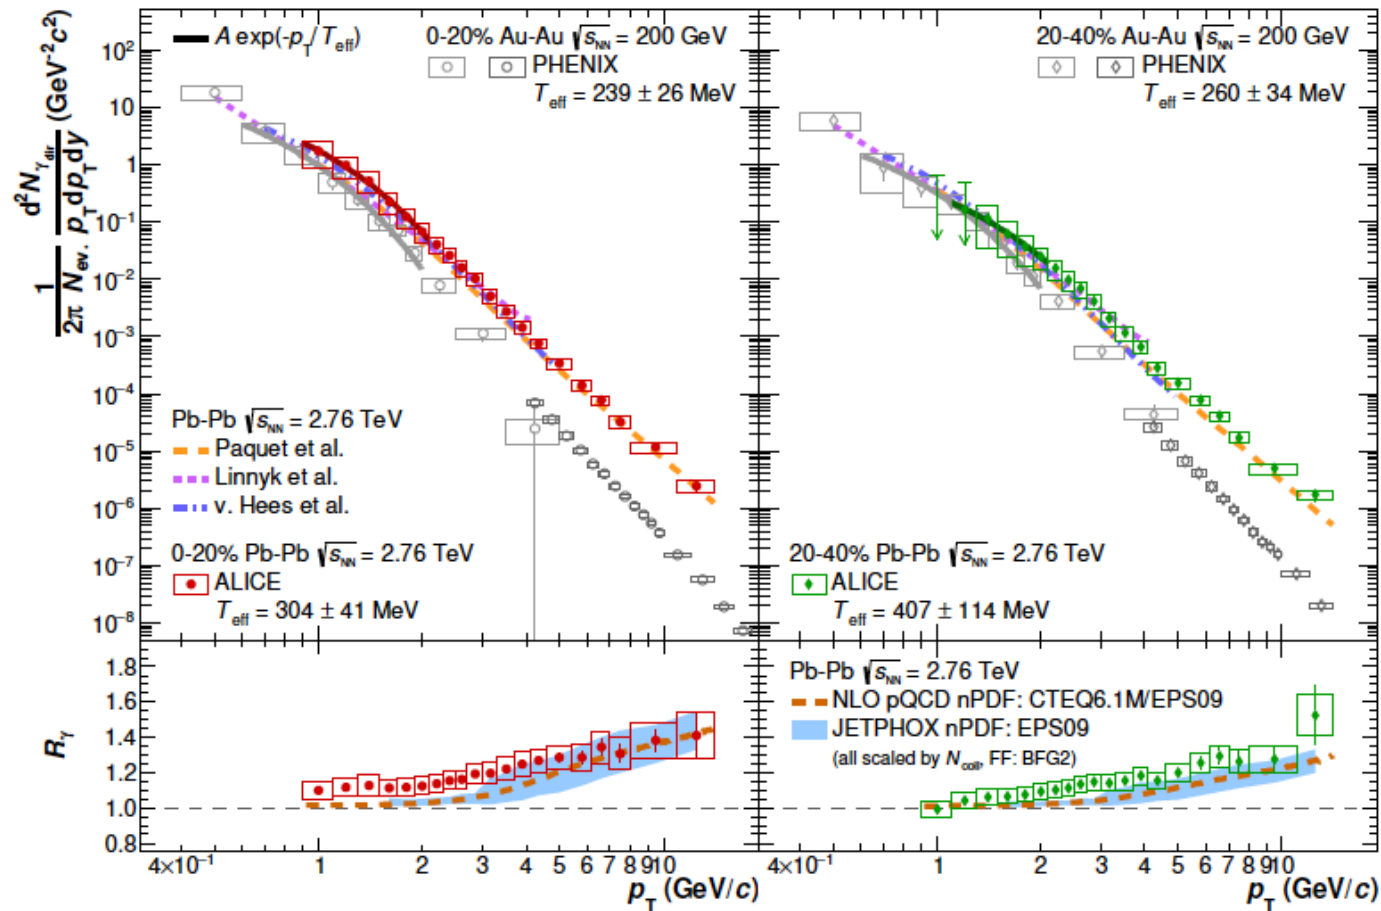 A exp(-p_T/T_eff)
0-20% Au-Au √s_NN = 200 GeV
PHENIX
T_eff = 239 ± 26 MeV
20-40% Au-Au √s_NN = 200 GeV
PHENIX
T_eff = 260 ± 34 MeV
1/(2π N_ev.) d²N_γ_dir/(p_T dp_T dy) (GeV⁻²c²)
10²
10
1
10⁻¹
10⁻²
10⁻³
10⁻⁴
10⁻⁵
10⁻⁶
10⁻⁷
10⁻⁸
Pb-Pb √s_NN = 2.76 TeV
Paquet et al.
Linnyk et al.
v. Hees et al.
0-20% Pb-Pb √s_NN = 2.76 TeV
ALICE
T_eff = 304 ± 41 MeV
20-40% Pb-Pb √s_NN = 2.76 TeV
ALICE
T_eff = 407 ± 114 MeV
R_γ
1.8
1.6
1.4
1.2
1.0
0.8
Pb-Pb √s_NN = 2.76 TeV
NLO pQCD nPDF: CTEQ6.1M/EPS09
JETPHOX nPDF: EPS09
(all scaled by N_coll, FF: BFG2)
4×10⁻¹ 1 2 3 4 5 6 7 8 9 10
p_T (GeV/c)
4×10⁻¹ 1 2 3 4 5 6 7 8 9 10
p_T (GeV/c)